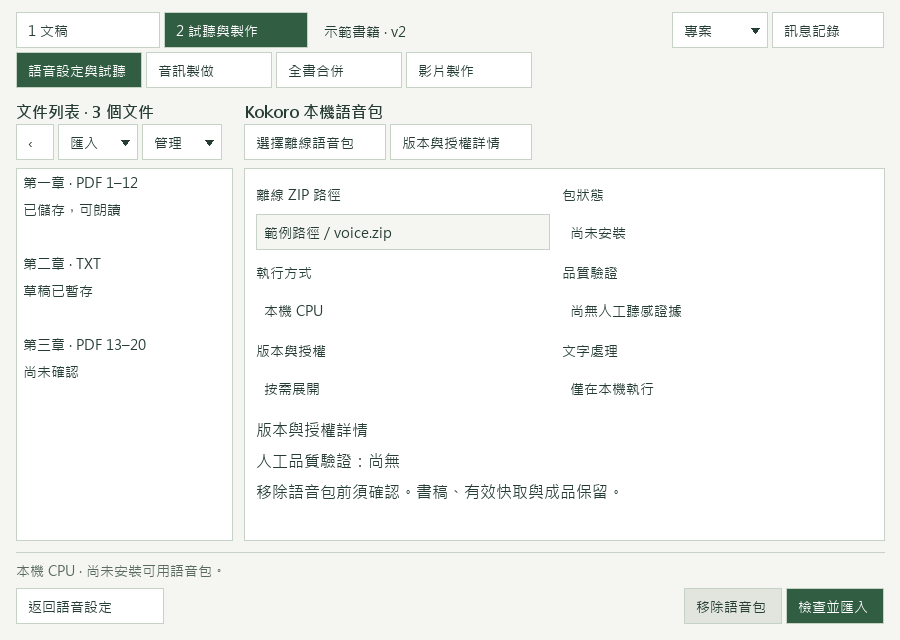 1 文稿
2 試聽與製作
示範書籍 · v2
專案
訊息記錄
語音設定與試聽
音訊製做
全書合併
影片製作
文件列表 · 3 個文件
Kokoro 本機語音包
‹
匯入
管理
選擇離線語音包
版本與授權詳情
第一章 · PDF 1–12
已儲存，可朗讀
第二章 · TXT
草稿已暫存
第三章 · PDF 13–20
尚未確認
離線 ZIP 路徑
包狀態
範例路徑 / voice.zip
尚未安裝
執行方式
品質驗證
本機 CPU
尚無人工聽感證據
版本與授權
文字處理
按需展開
僅在本機執行
版本與授權詳情
人工品質驗證：尚無
移除語音包前須確認。書稿、有效快取與成品保留。
本機 CPU · 尚未安裝可用語音包。
返回語音設定
移除語音包
檢查並匯入